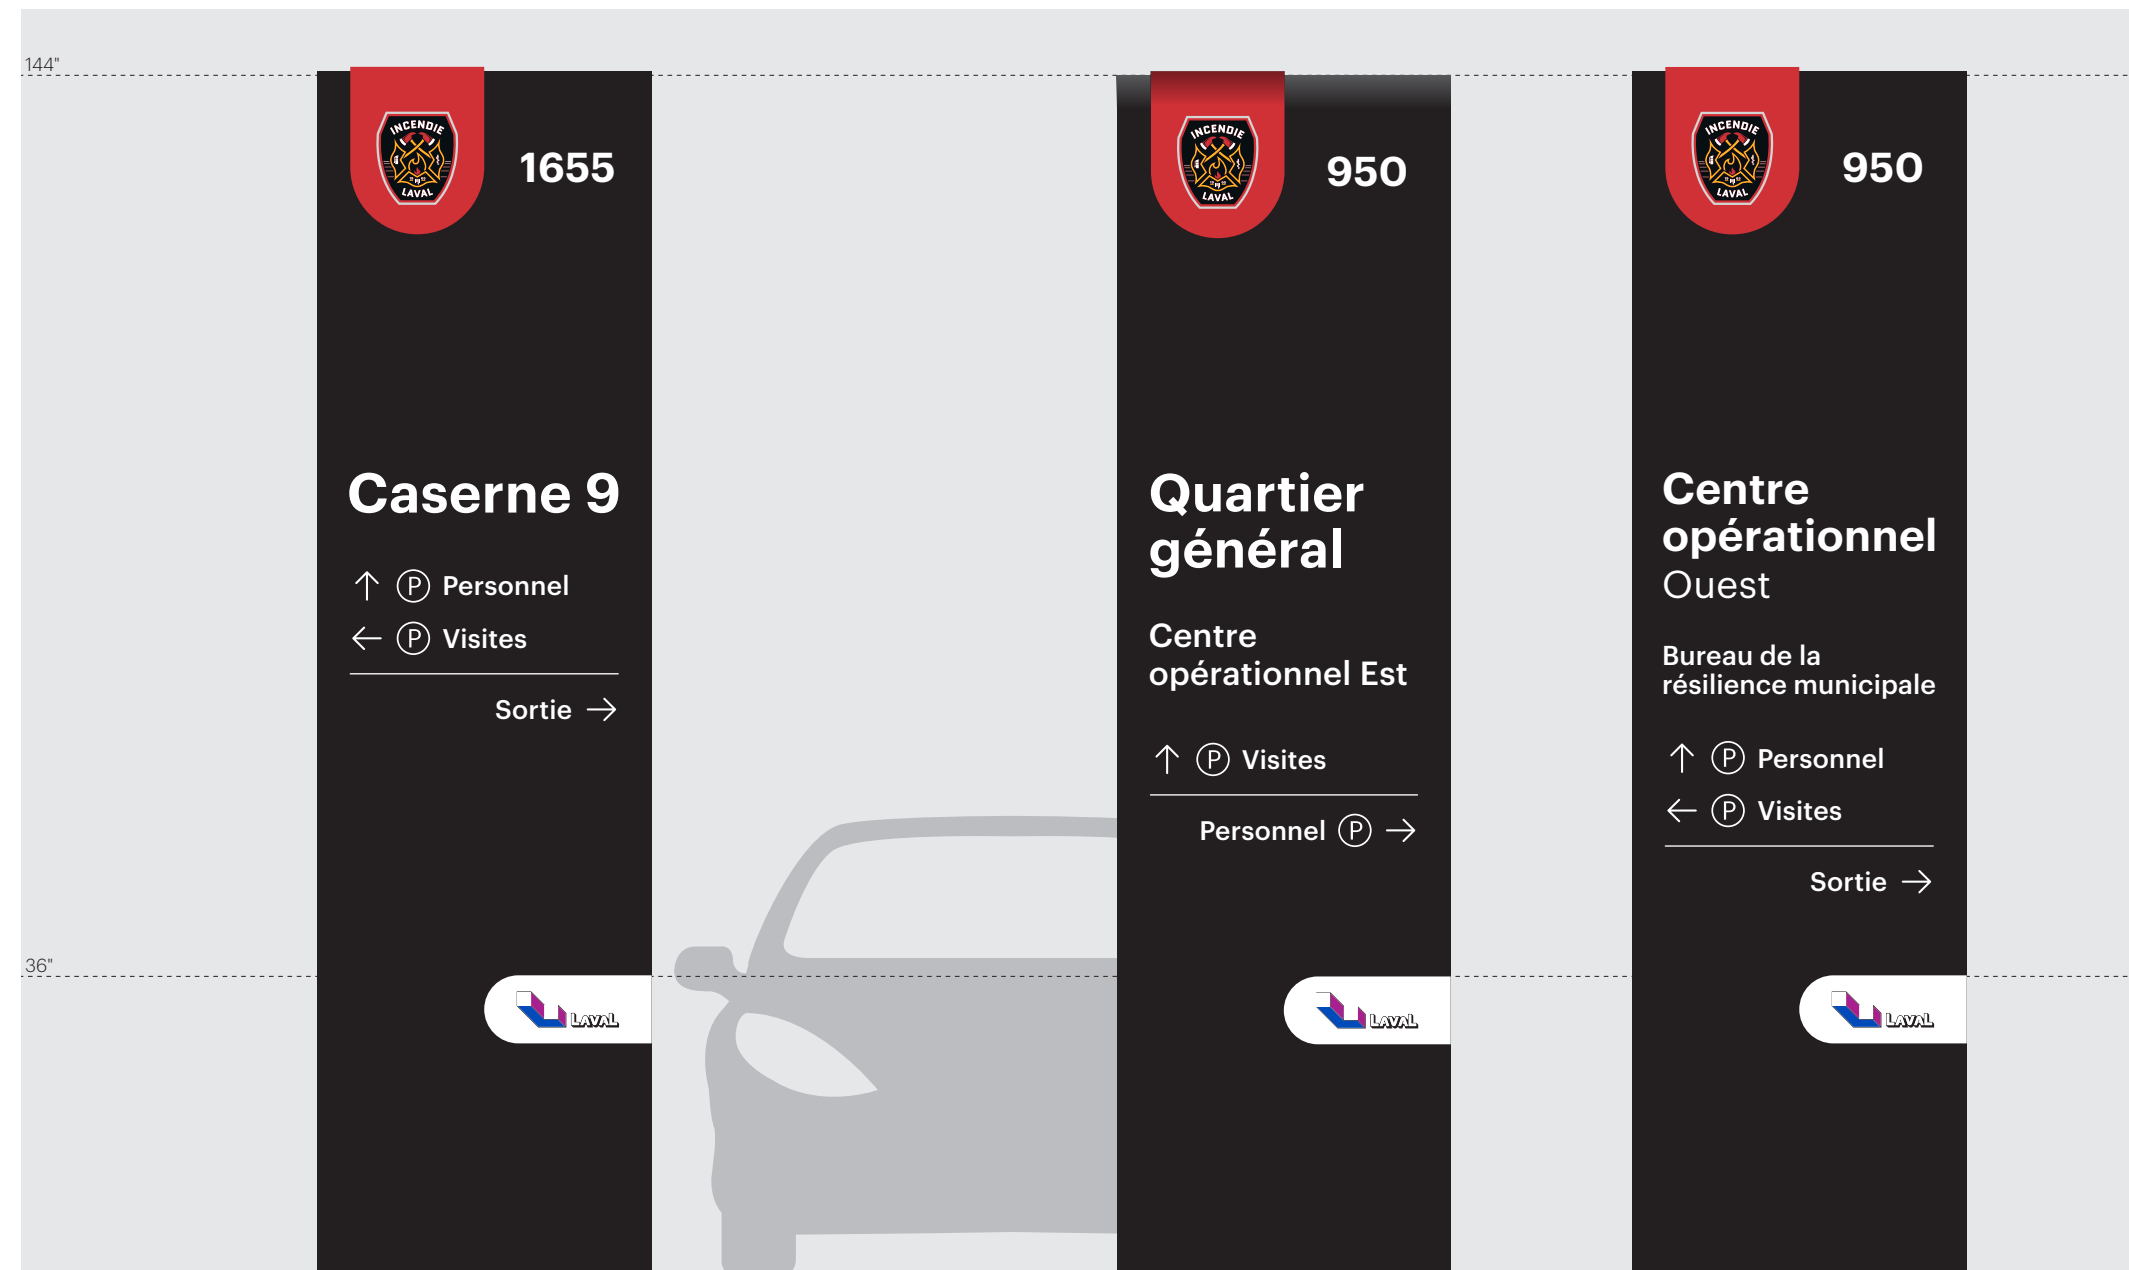 144"
INCENDIE
LAVAL
1655
Caserne 9
↑ P Personnel
← P Visites
Sortie →
LAVAL
INCENDIE
LAVAL
950
Quartier
général
Centre
opérationnel Est
↑ P Visites
Personnel P →
LAVAL
INCENDIE
LAVAL
950
Centre
opérationnel
Ouest
Bureau de la
résilience municipale
↑ P Personnel
← P Visites
Sortie →
LAVAL
36"